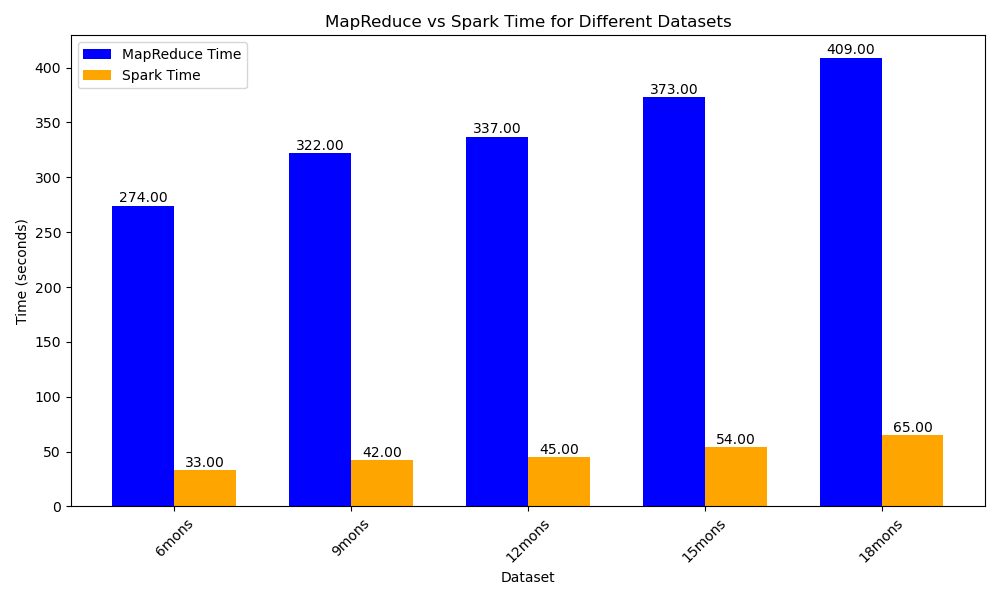 MapReduce vs Spark Time for Different Datasets
MapReduce Time
Spark Time
Time (seconds)
400
350
300
250
200
150
100
50
0
274.00
33.00
322.00
42.00
337.00
45.00
373.00
54.00
409.00
65.00
6mons
9mons
12mons
15mons
18mons
Dataset